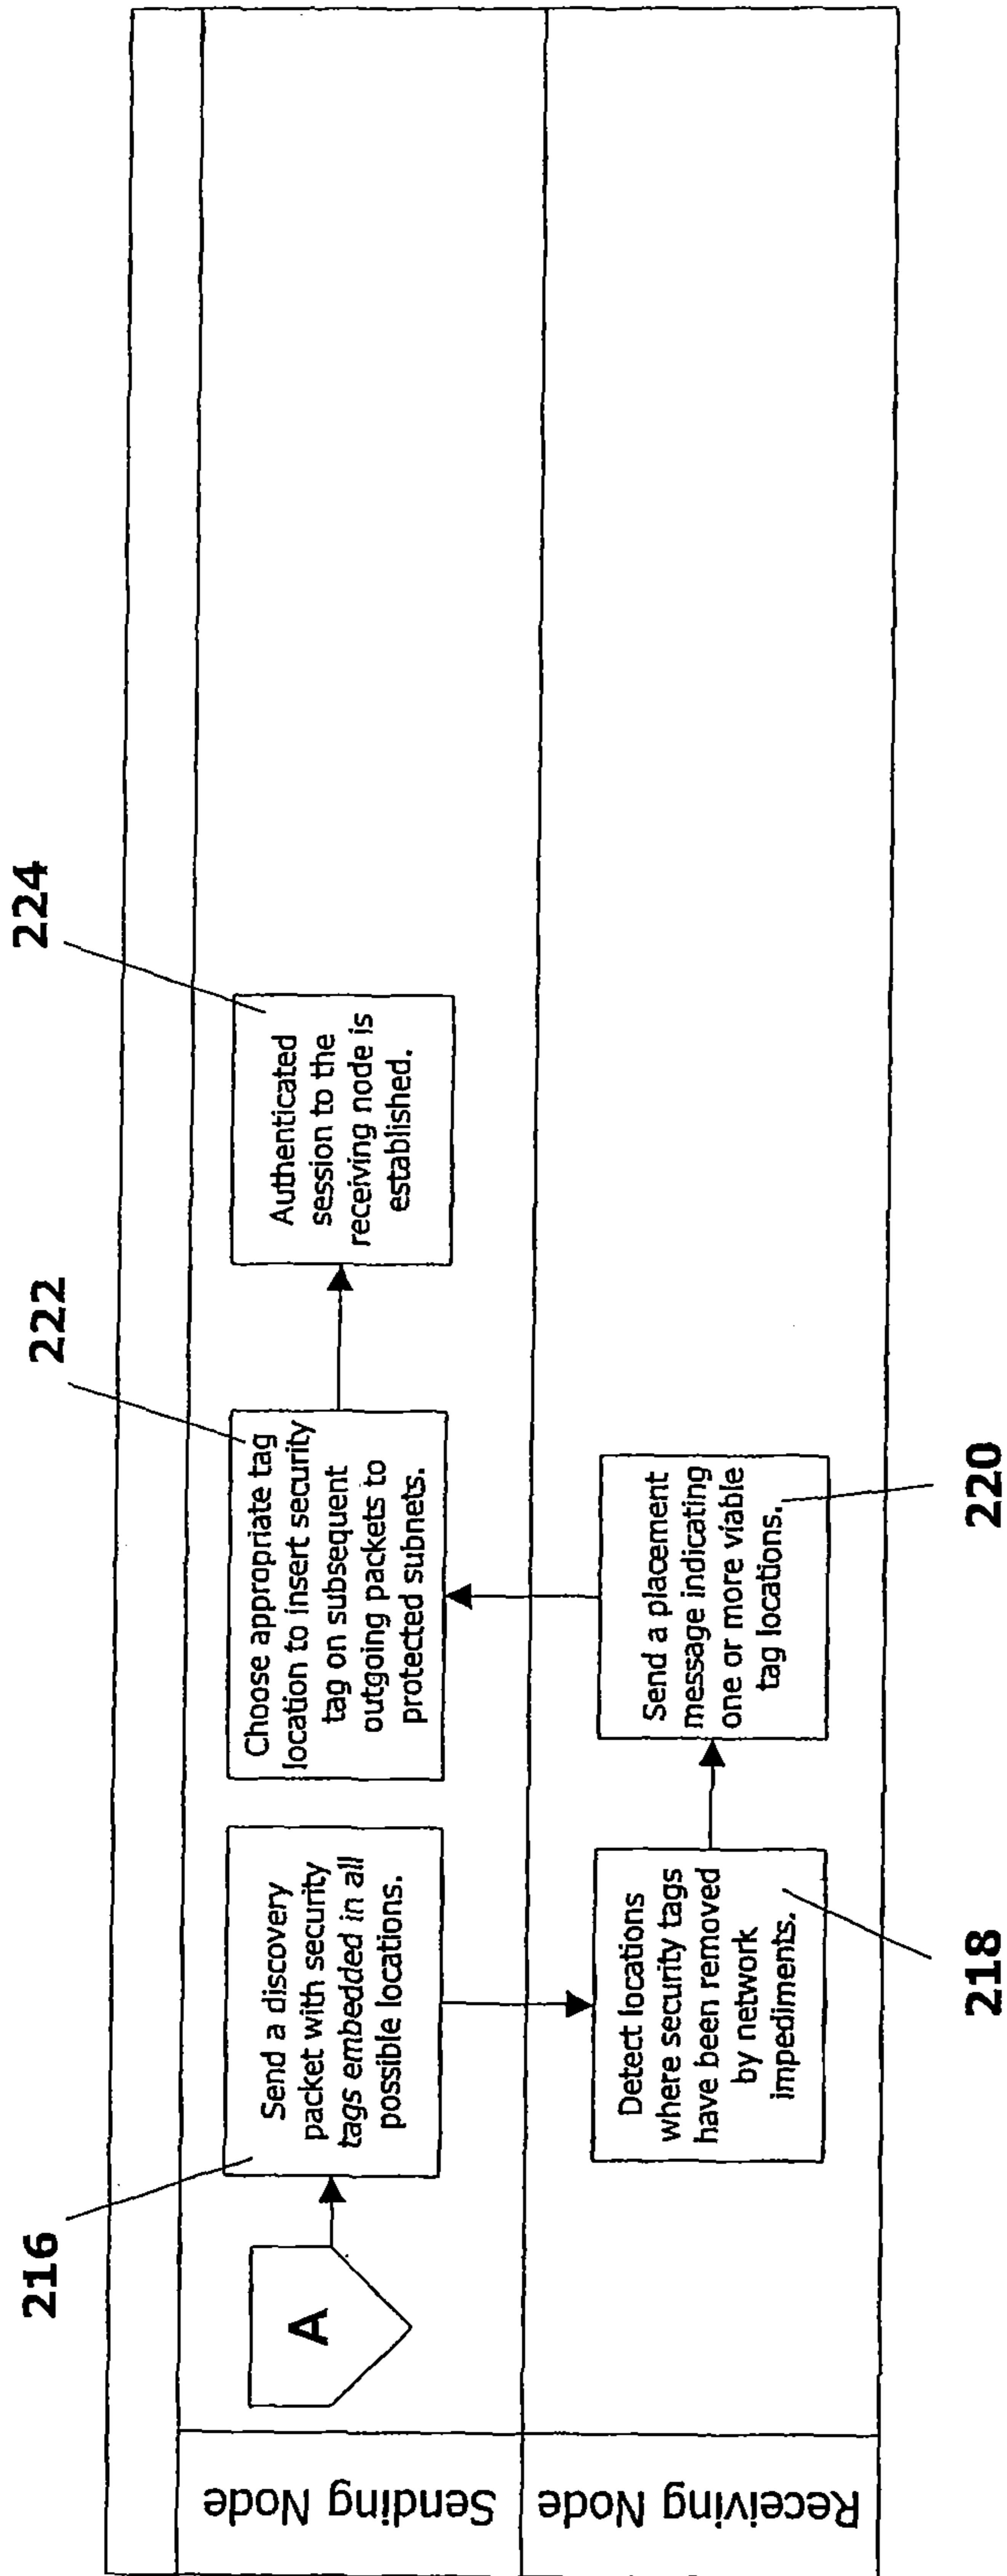 216
222
224
A
Send a discovery
packet with security
tags embedded in all
possible locations.
Choose appropriate tag
location to insert security
tag on subsequent
outgoing packets to
protected subnets.
Authenticated
session to the
receiving node is
established.
Sending Node
Detect locations
where security tags
have been removed
by network
impediments.
Send a placement
message indicating
one or more viable
tag locations.
Receiving Node
218
220